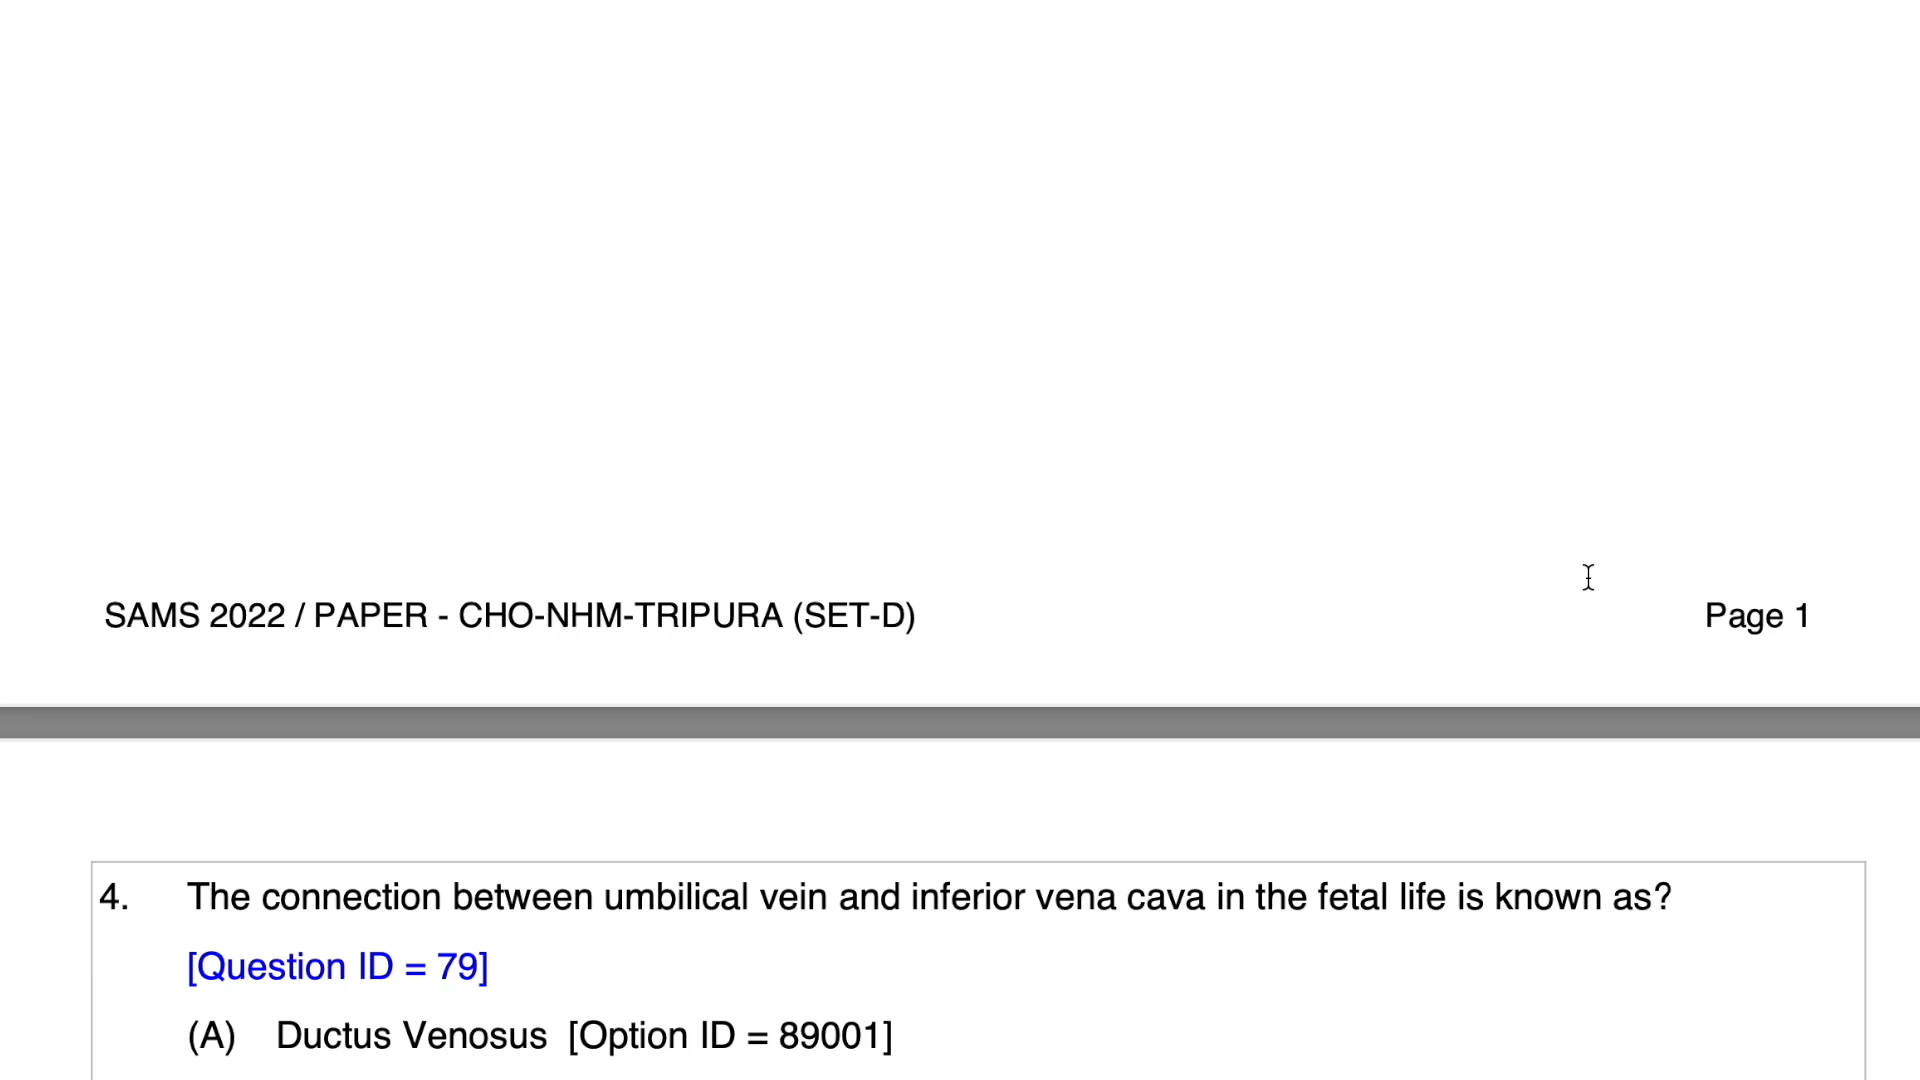 SAMS 2022 / PAPER - CHO-NHM-TRIPURA (SET-D) Page 1
4. The connection between umbilical vein and inferior vena cava in the fetal life is known as?
[Question ID = 79]
(A) Ductus Venosus [Option ID = 89001]